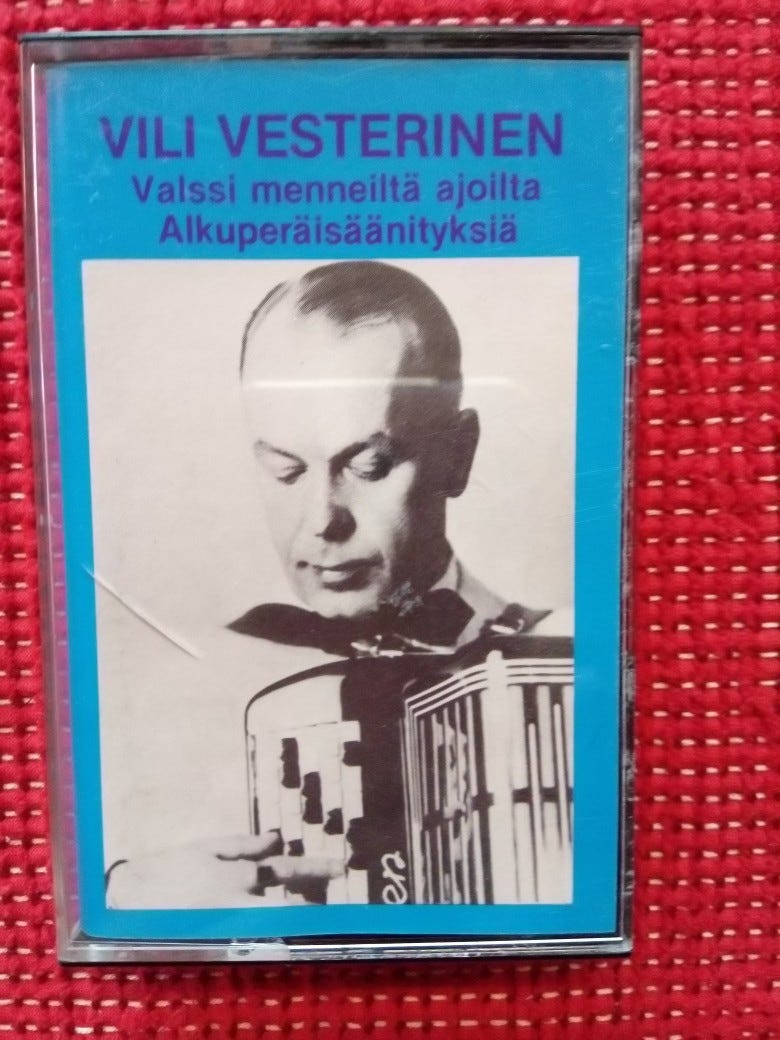 VILI VESTERINEN
Valssi menneiltä ajoilta
Alkuperäisäänityksiä